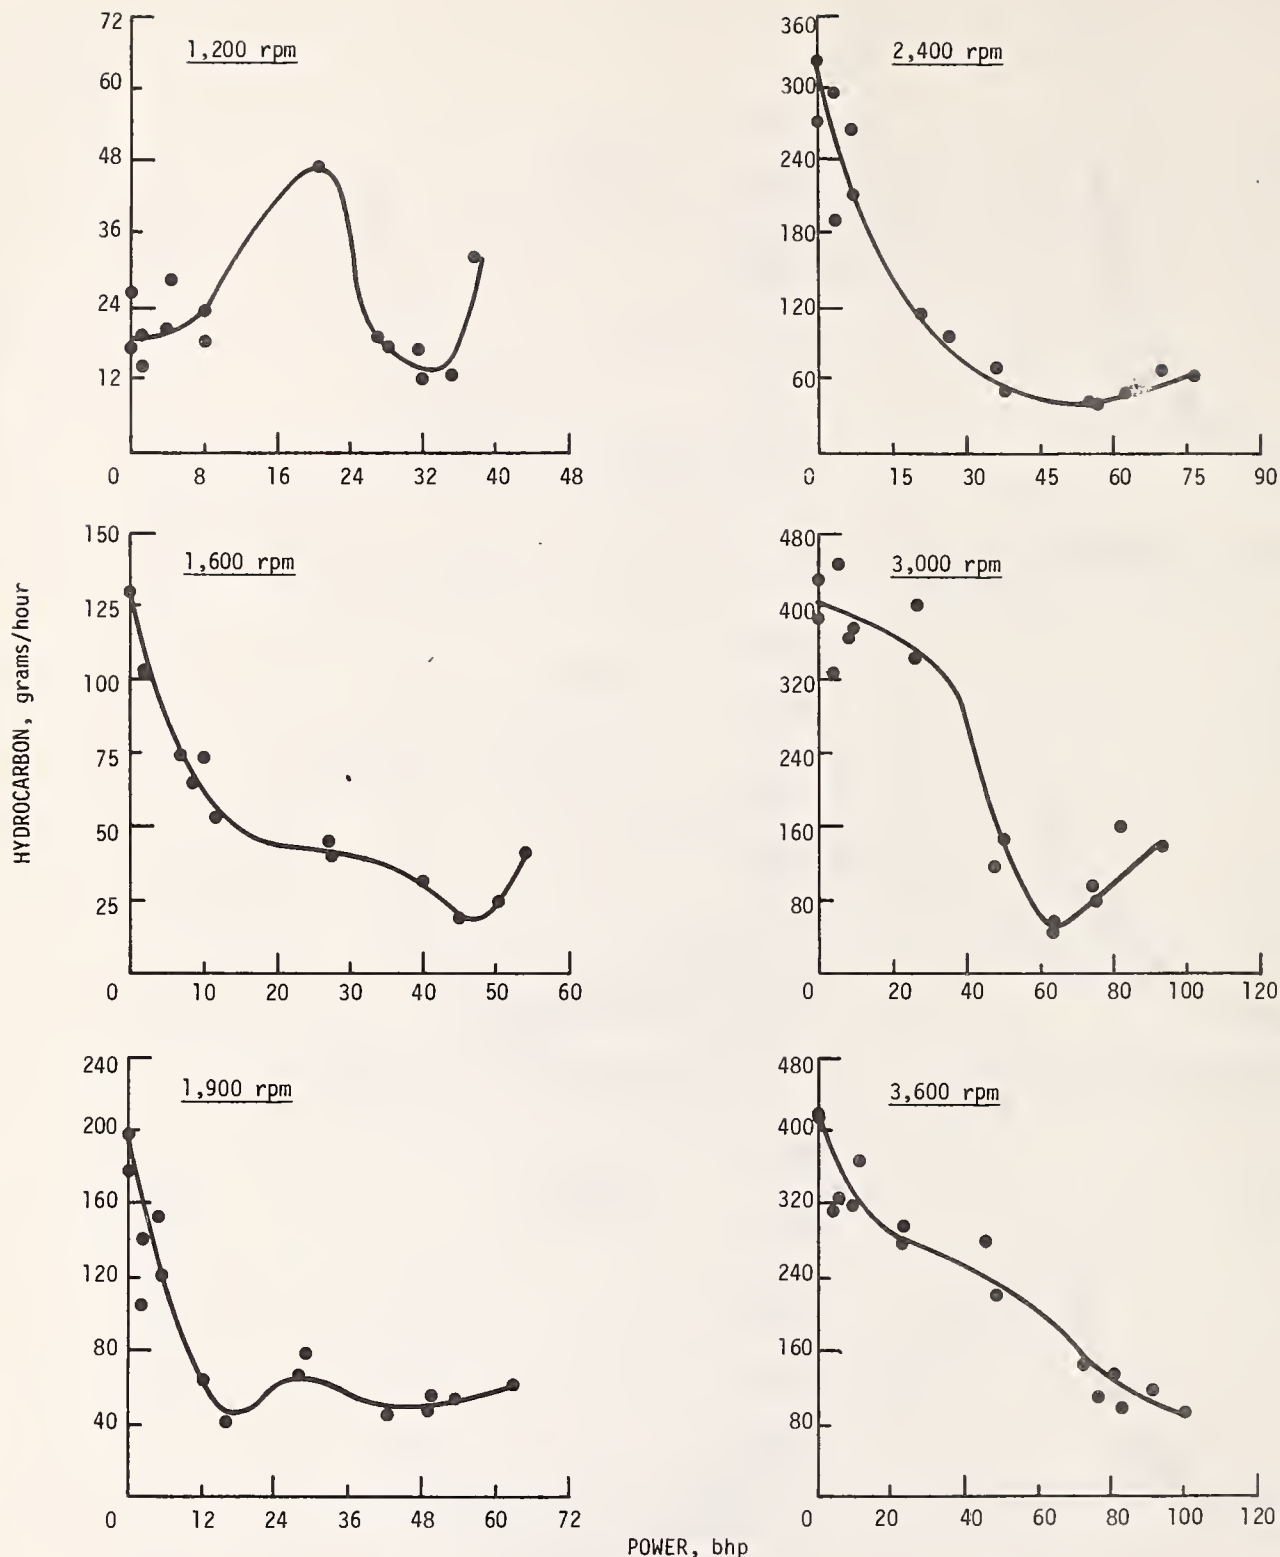 72
60
48
36
24
12
0 8 16 24 32 40 48
1,200 rpm
360
300
240
180
120
60
0 15 30 45 60 75 90
2,400 rpm
HYDROCARBON, grams/hour
150
125
100
75
50
25
0 10 20 30 40 50 60
1,600 rpm
480
400
320
240
160
80
0 20 40 60 80 100 120
3,000 rpm
240
200
160
120
80
40
0 12 24 36 48 60 72
1,900 rpm
480
400
320
240
160
80
0 20 40 60 80 100 120
3,600 rpm
POWER, bhp